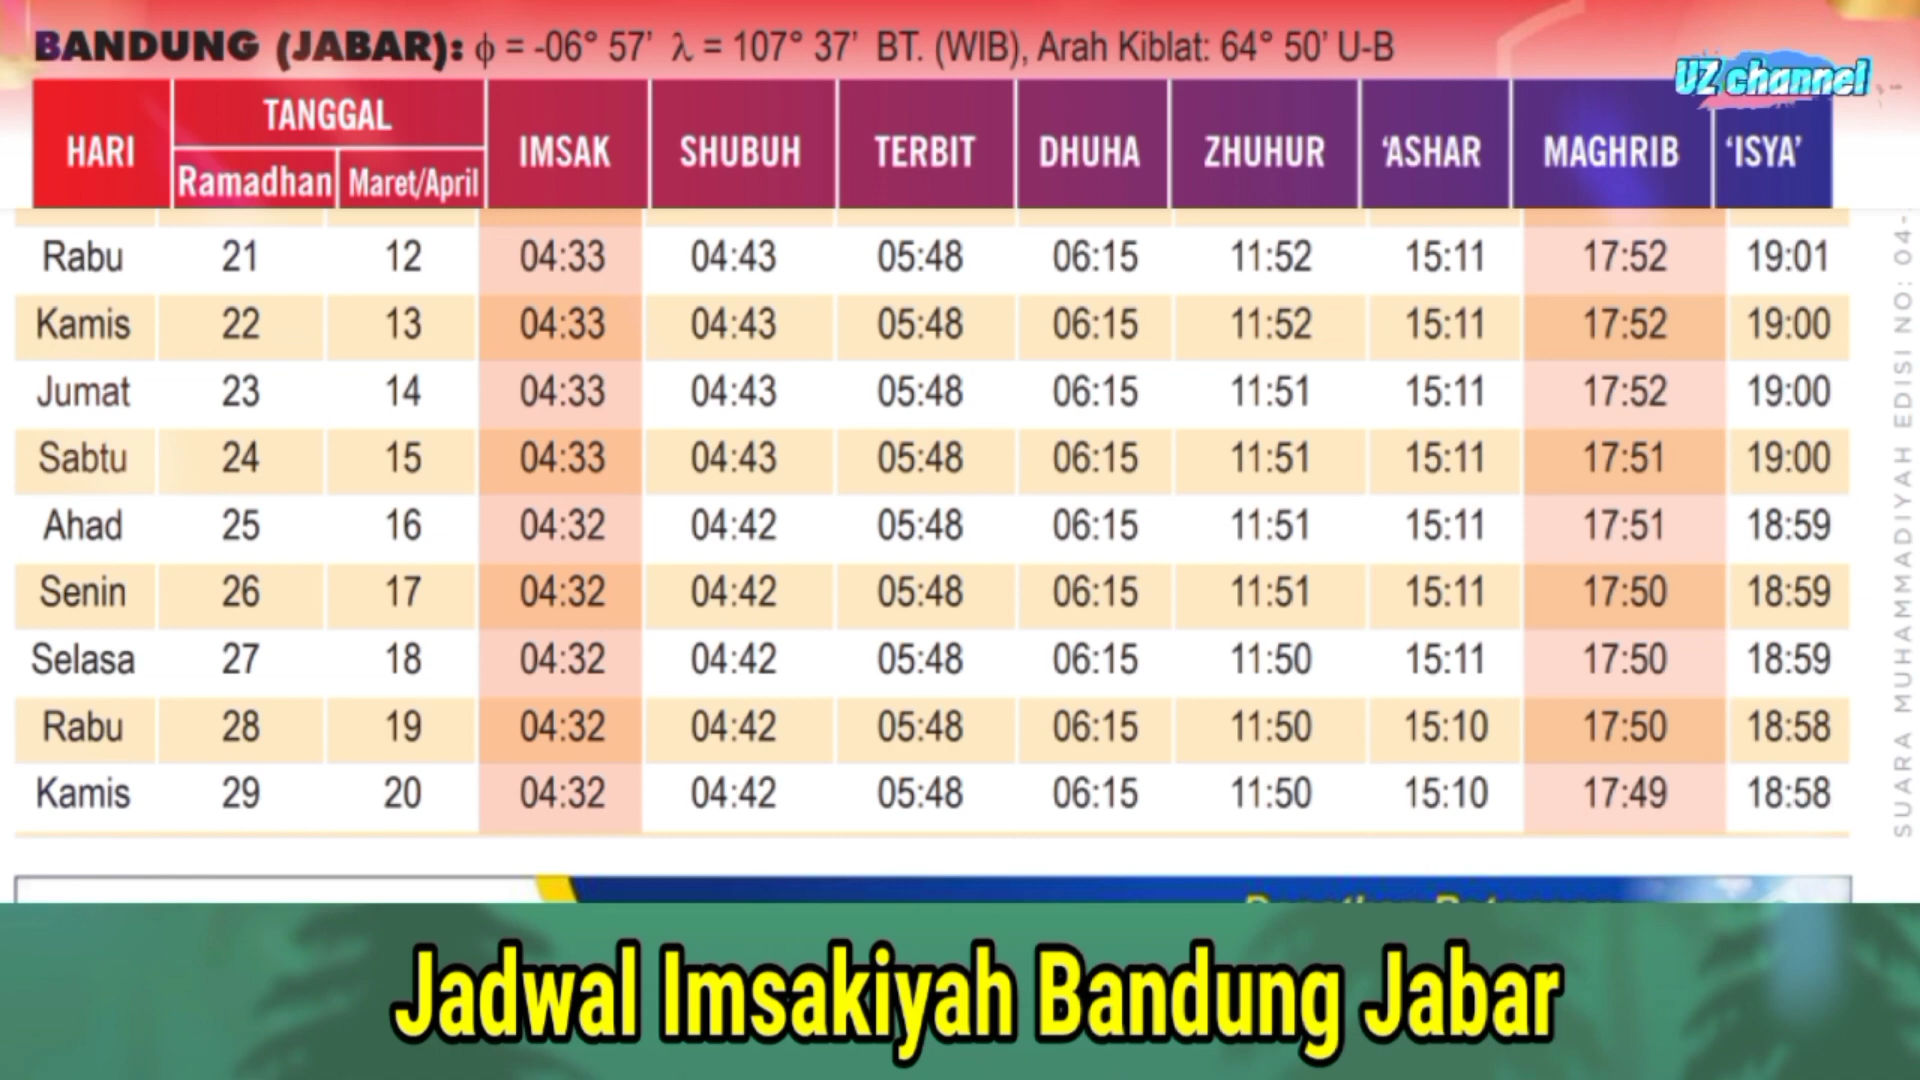 BANDUNG (JABAR): ϕ = -06° 57’ λ = 107° 37’ BT. (WIB), Arah Kiblat: 64° 50’ U-B
UZ channel
HARI TANGGAL IMSAK SHUBUH TERBIT DHUHA ZHUHUR ‘ASHAR MAGHRIB ‘ISYA’
Ramadhan Maret/April
Rabu 21 12 04:33 04:43 05:48 06:15 11:52 15:11 17:52 19:01
Kamis 22 13 04:33 04:43 05:48 06:15 11:52 15:11 17:52 19:00
Jumat 23 14 04:33 04:43 05:48 06:15 11:51 15:11 17:52 19:00
Sabtu 24 15 04:33 04:43 05:48 06:15 11:51 15:11 17:51 19:00
Ahad 25 16 04:32 04:42 05:48 06:15 11:51 15:11 17:51 18:59
Senin 26 17 04:32 04:42 05:48 06:15 11:51 15:11 17:50 18:59
Selasa 27 18 04:32 04:42 05:48 06:15 11:50 15:11 17:50 18:59
Rabu 28 19 04:32 04:42 05:48 06:15 11:50 15:10 17:50 18:58
Kamis 29 20 04:32 04:42 05:48 06:15 11:50 15:10 17:49 18:58
SUARA MUHAMMADIYAH EDISI NO: 04-
Jadwal Imsakiyah Bandung Jabar